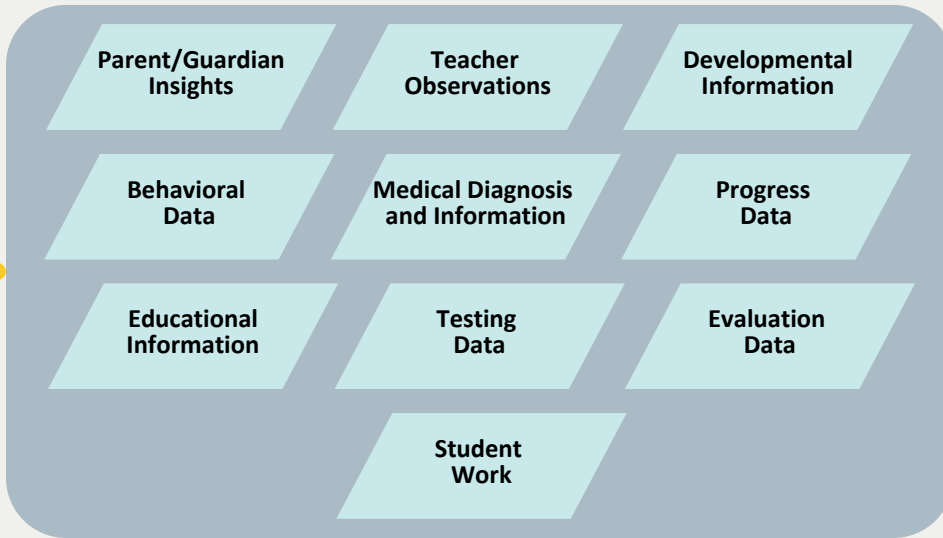 Parent/Guardian
Insights
Teacher
Observations
Developmental
Information
Behavioral
Data
Medical Diagnosis
and Information
Progress
Data
Educational
Information
Testing
Data
Evaluation
Data
Student
Work